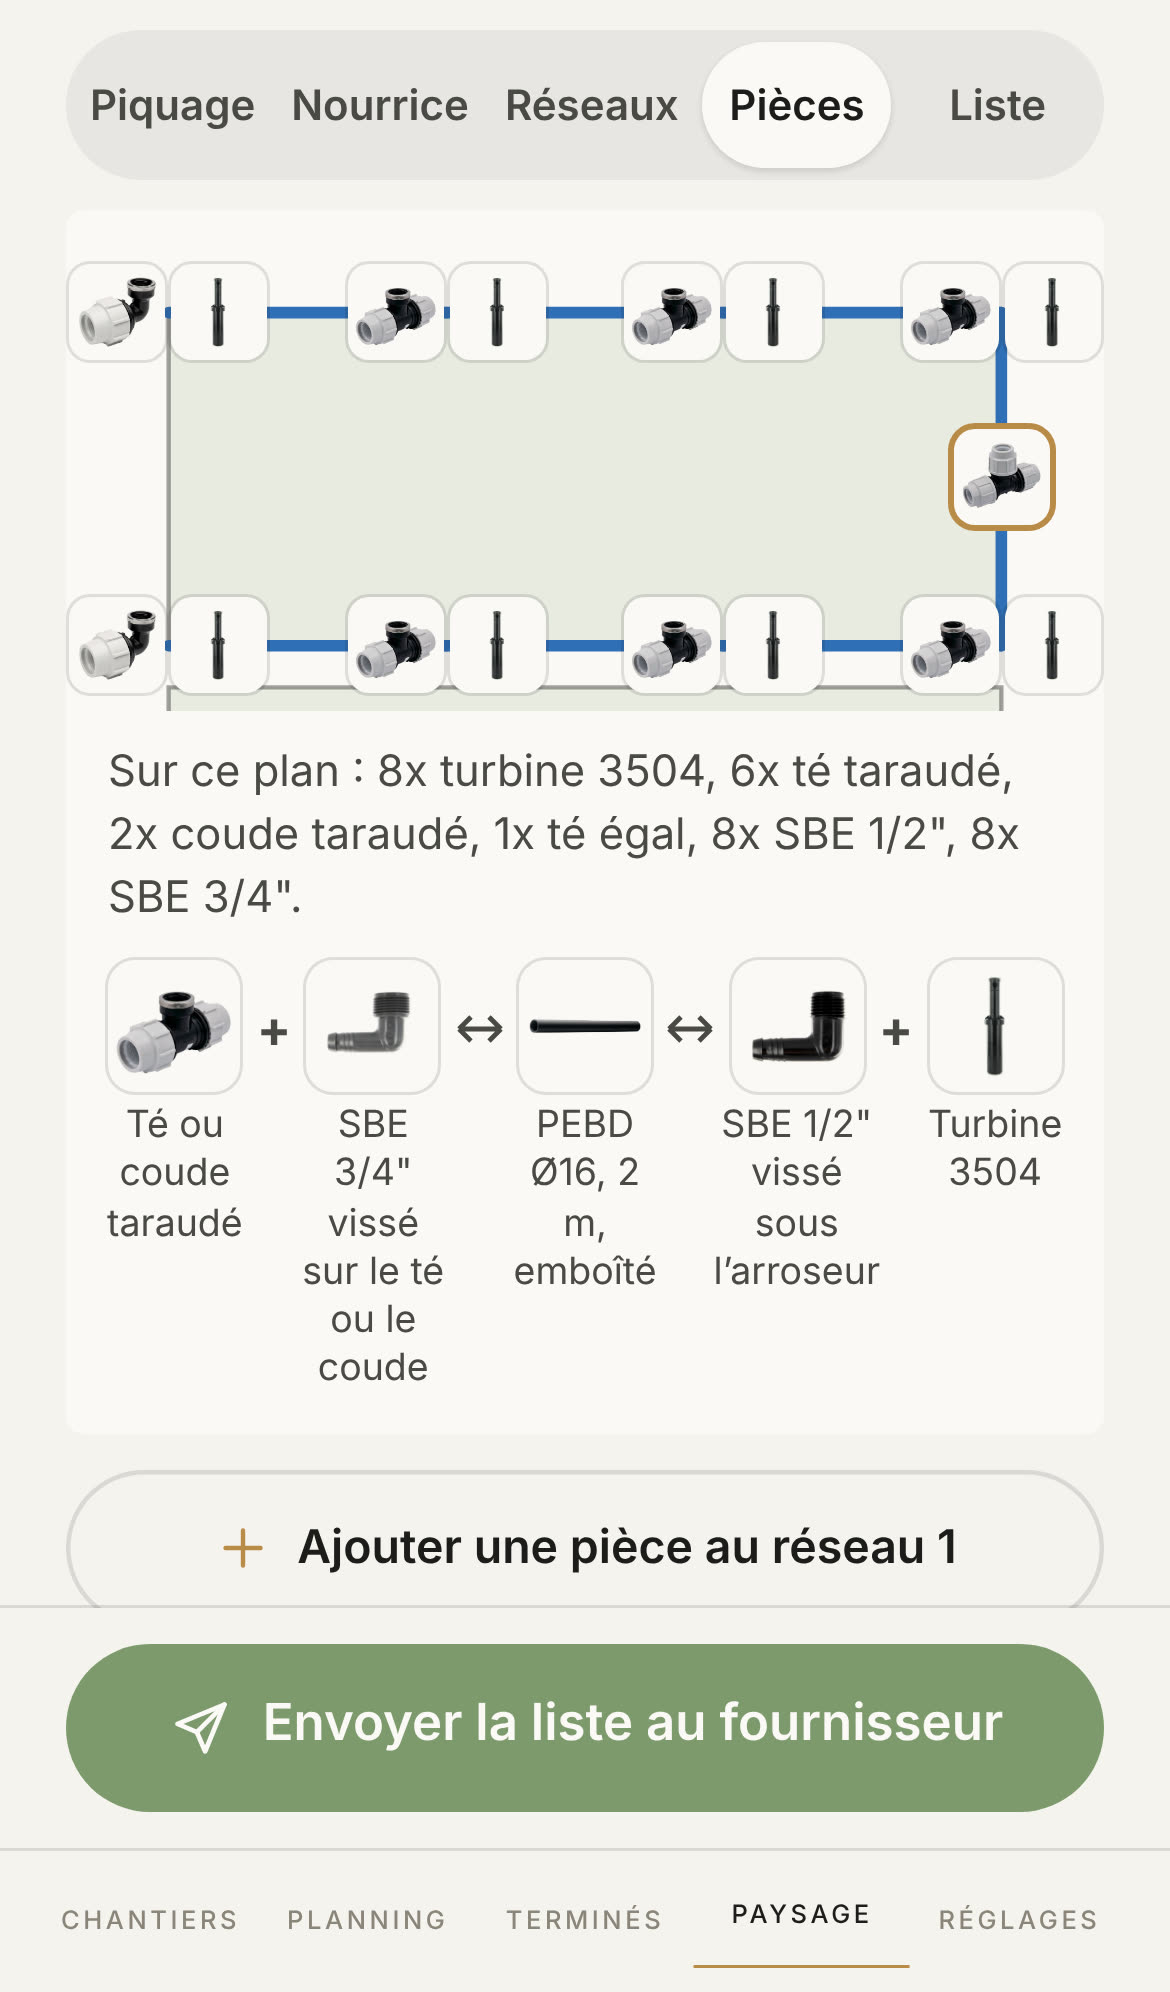 Piquage Nourrice Réseaux Pièces Liste
Sur ce plan : 8x turbine 3504, 6x té taraudé,
2x coude taraudé, 1x té égal, 8x SBE 1/2", 8x
SBE 3/4".
+ ↔ ↔ +
Té ou
coude
taraudé
SBE
3/4"
vissé
sur le té
ou le
coude
PEBD
Ø16, 2
m,
emboîté
SBE 1/2"
vissé
sous
l’arroseur
Turbine
3504
+ Ajouter une pièce au réseau 1
Envoyer la liste au fournisseur
CHANTIERS PLANNING TERMINÉS PAYSAGE RÉGLAGES